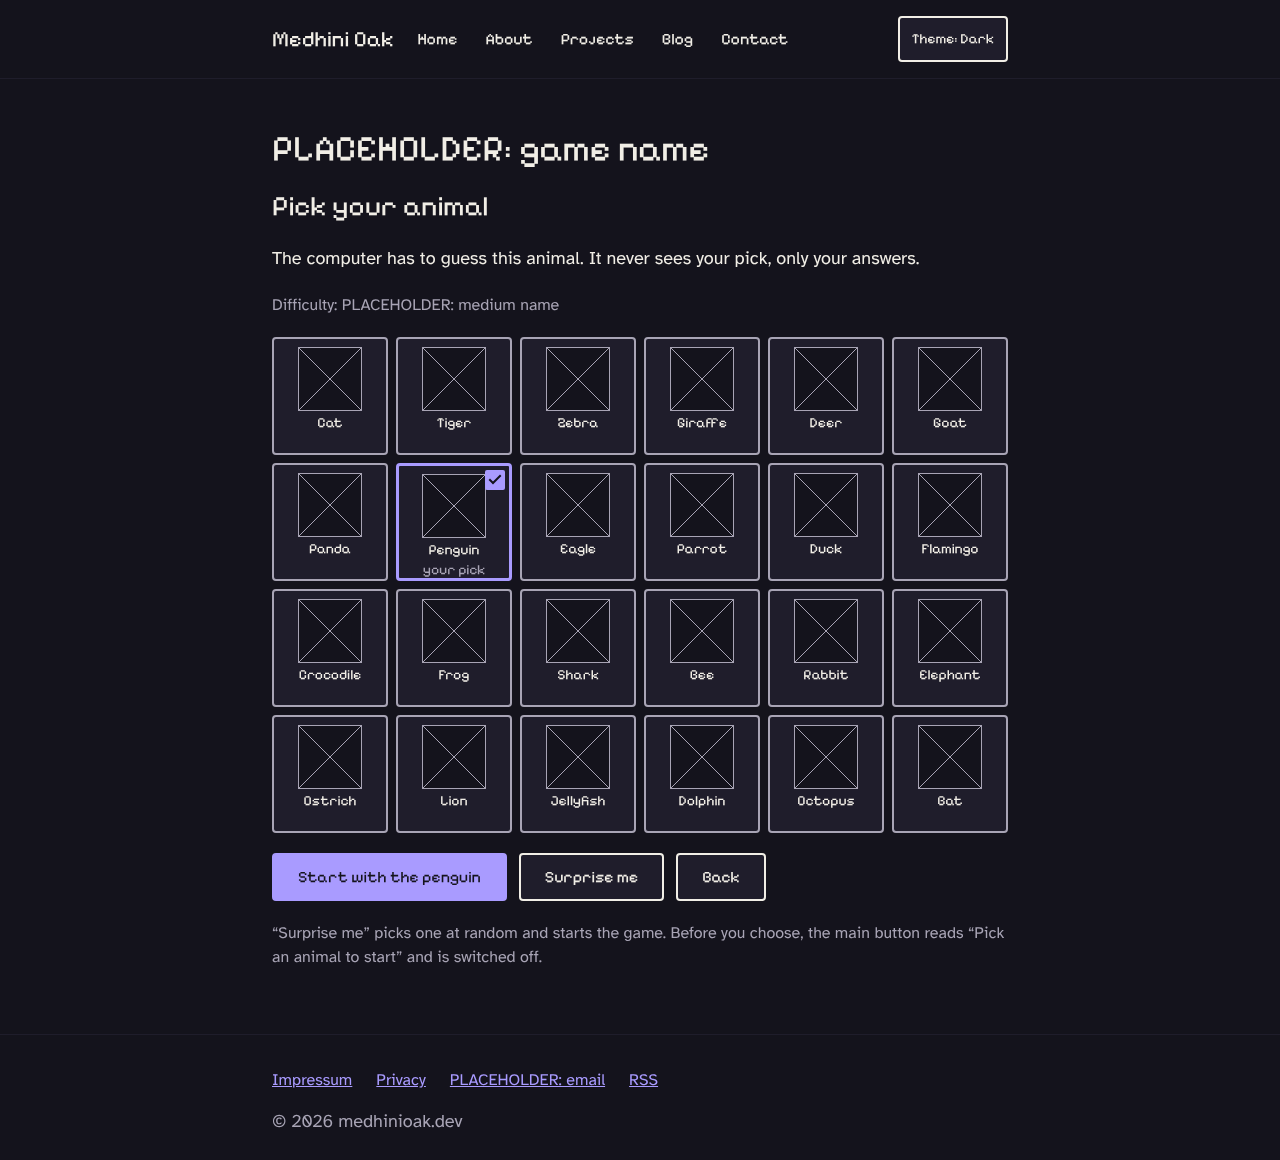 Medhini Oak Home About Projects Blog Contact Theme: Dark
PLACEHOLDER: game name
Pick your animal
The computer has to guess this animal. It never sees your pick, only your answers.
Difficulty: PLACEHOLDER: medium name
Cat Tiger Zebra Giraffe Deer Goat
Panda Penguin Eagle Parrot Duck Flamingo
your pick
Crocodile Frog Shark Bee Rabbit Elephant
Ostrich Lion Jellyfish Dolphin Octopus Bat
Start with the penguin Surprise me Back
“Surprise me” picks one at random and starts the game. Before you choose, the main button reads “Pick
an animal to start” and is switched off.
Impressum Privacy PLACEHOLDER: email RSS
© 2026 medhinioak.dev